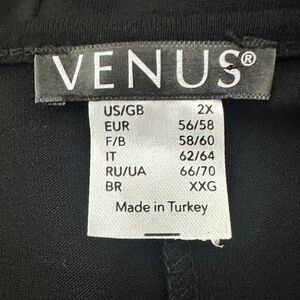 VENUS®
US/GB 2X
EUR 56/58
F/B 58/60
IT 62/64
RU/UA 66/70
BR XXG
Made in Turkey